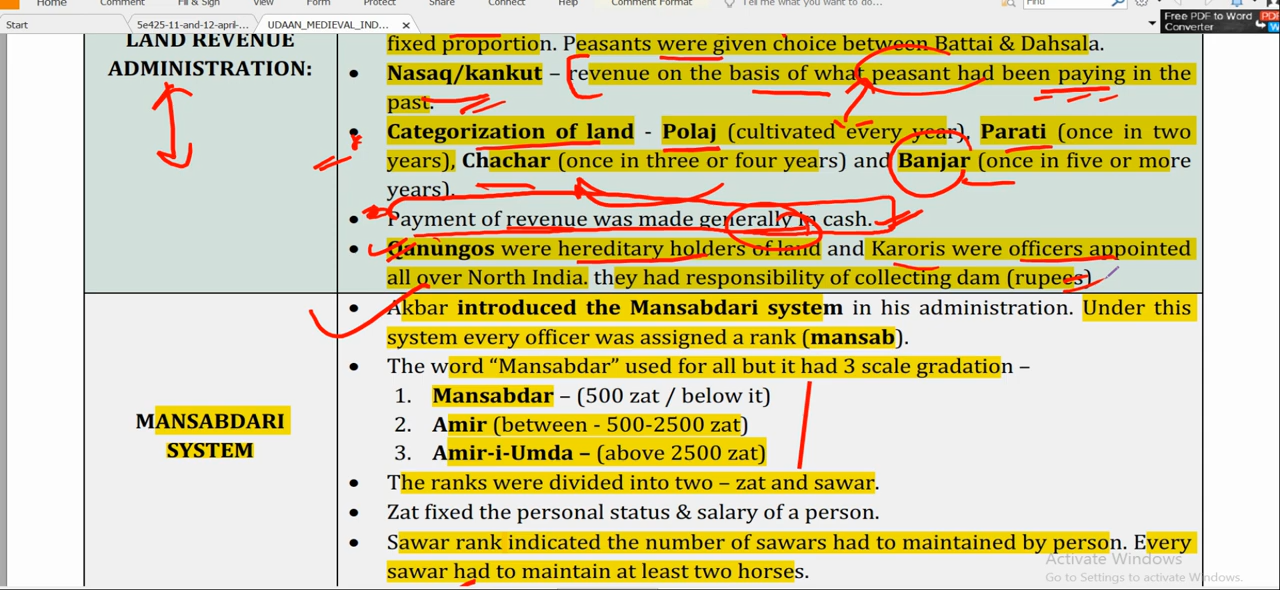 Home Comment Fill & Sign View Form Protect Share Connect Help Comment Format Tell me what you want to do... Find
Start 5e425-11-and-12-april-... UDAAN_MEDIEVAL_IND... ×
Free PDF to Word
Converter
LAND REVENUE
ADMINISTRATION:
fixed proportion. Peasants were given choice between Battai & Dahsala.
• Nasaq/kankut – revenue on the basis of what peasant had been paying in the
past.
• Categorization of land - Polaj (cultivated every year), Parati (once in two
years), Chachar (once in three or four years) and Banjar (once in five or more
years).
• Payment of revenue was made generally in cash.
• Qanungos were hereditary holders of land and Karoris were officers appointed
all over North India. they had responsibility of collecting dam (rupees)
MANSABDARI
SYSTEM
• Akbar introduced the Mansabdari system in his administration. Under this
system every officer was assigned a rank (mansab).
• The word “Mansabdar” used for all but it had 3 scale gradation –
1. Mansabdar – (500 zat / below it)
2. Amir (between - 500-2500 zat)
3. Amir-i-Umda – (above 2500 zat)
• The ranks were divided into two – zat and sawar.
• Zat fixed the personal status & salary of a person.
• Sawar rank indicated the number of sawars had to maintained by person. Every
sawar had to maintain at least two horses.
Activate Windows
Go to Settings to activate Windows.